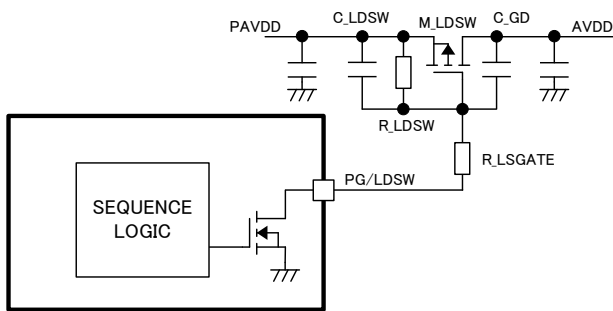 PAVDD C_LDSW M_LDSW C_GD AVDD
R_LDSW
R_LSGATE
PG/LDSW
SEQUENCE
LOGIC